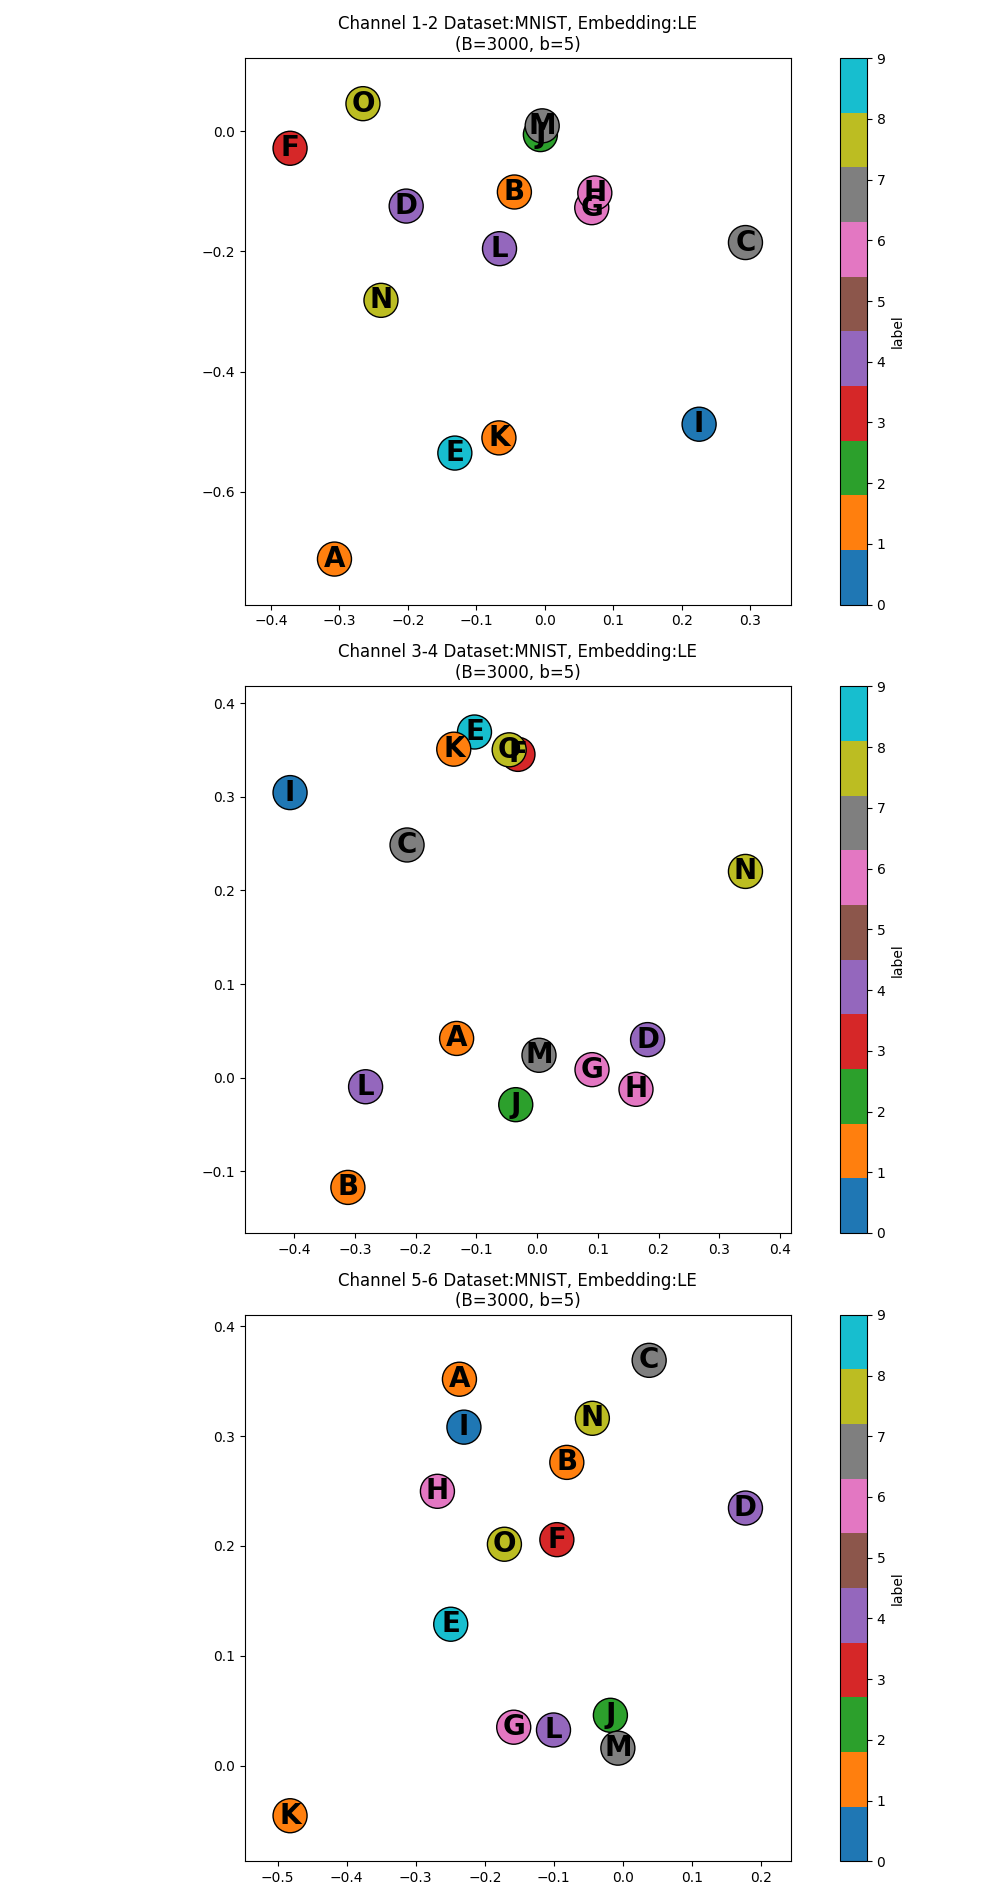 Channel 1-2 Dataset:MNIST, Embedding:LE
(B=3000, b=5)
0.0
−0.2
−0.4
−0.6
−0.4 −0.3 −0.2 −0.1 0.0 0.1 0.2 0.3
O
M
J
F
B
H
G
D
C
L
N
I
K
E
A
9
8
7
6
5
4
3
2
1
0
label
Channel 3-4 Dataset:MNIST, Embedding:LE
(B=3000, b=5)
0.4
0.3
0.2
0.1
0.0
−0.1
−0.4 −0.3 −0.2 −0.1 0.0 0.1 0.2 0.3 0.4
E
K
O
F
I
C
N
A
D
M
G
L
H
J
B
9
8
7
6
5
4
3
2
1
0
label
Channel 5-6 Dataset:MNIST, Embedding:LE
(B=3000, b=5)
0.4
0.3
0.2
0.1
0.0
−0.5 −0.4 −0.3 −0.2 −0.1 0.0 0.1 0.2
C
A
N
I
B
H
D
F
O
E
J
G
L
M
K
9
8
7
6
5
4
3
2
1
0
label